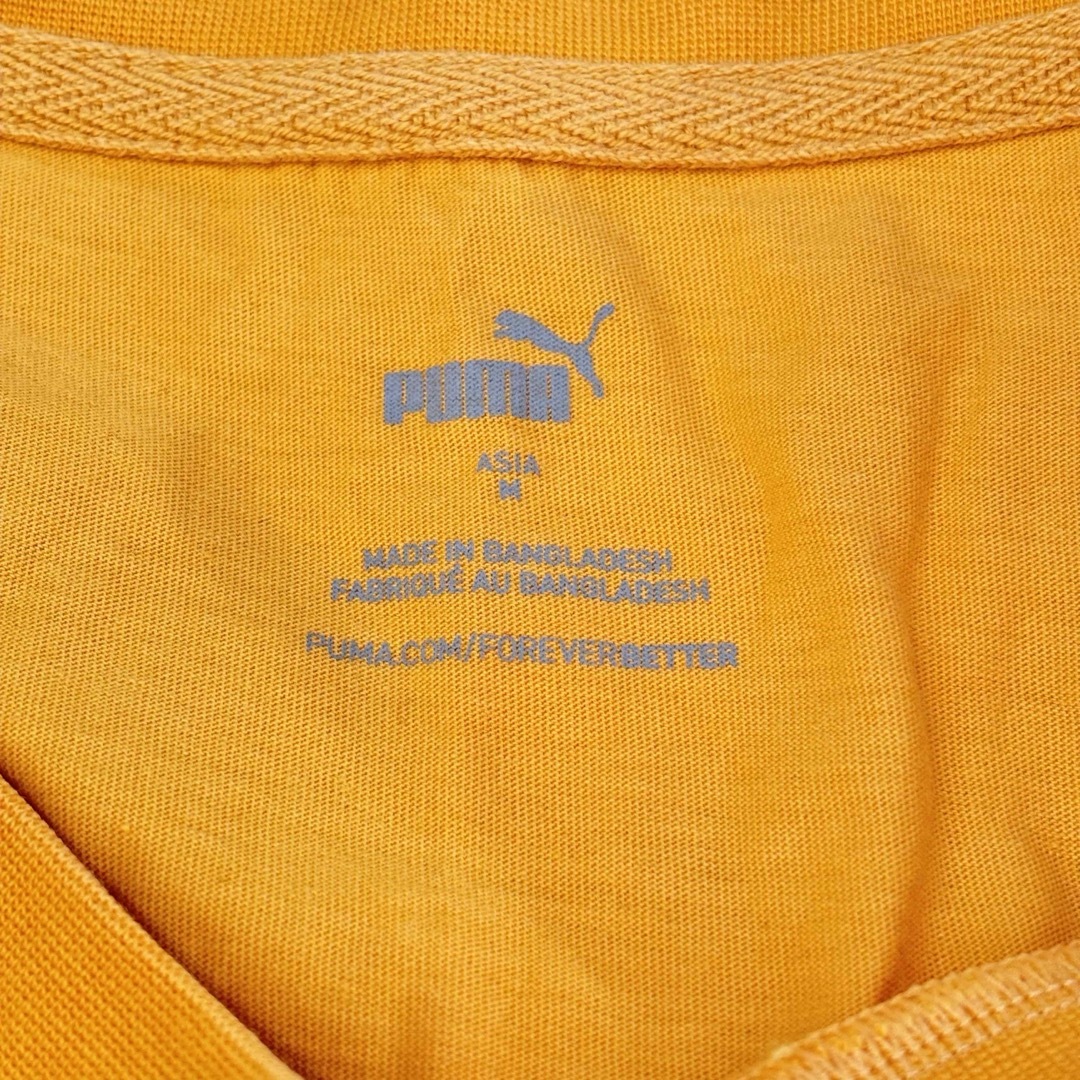 PUMA
ASIA
M
MADE IN BANGLADESH
FABRIQUÉ AU BANGLADESH
PUMA.COM/FOREVERBETTER